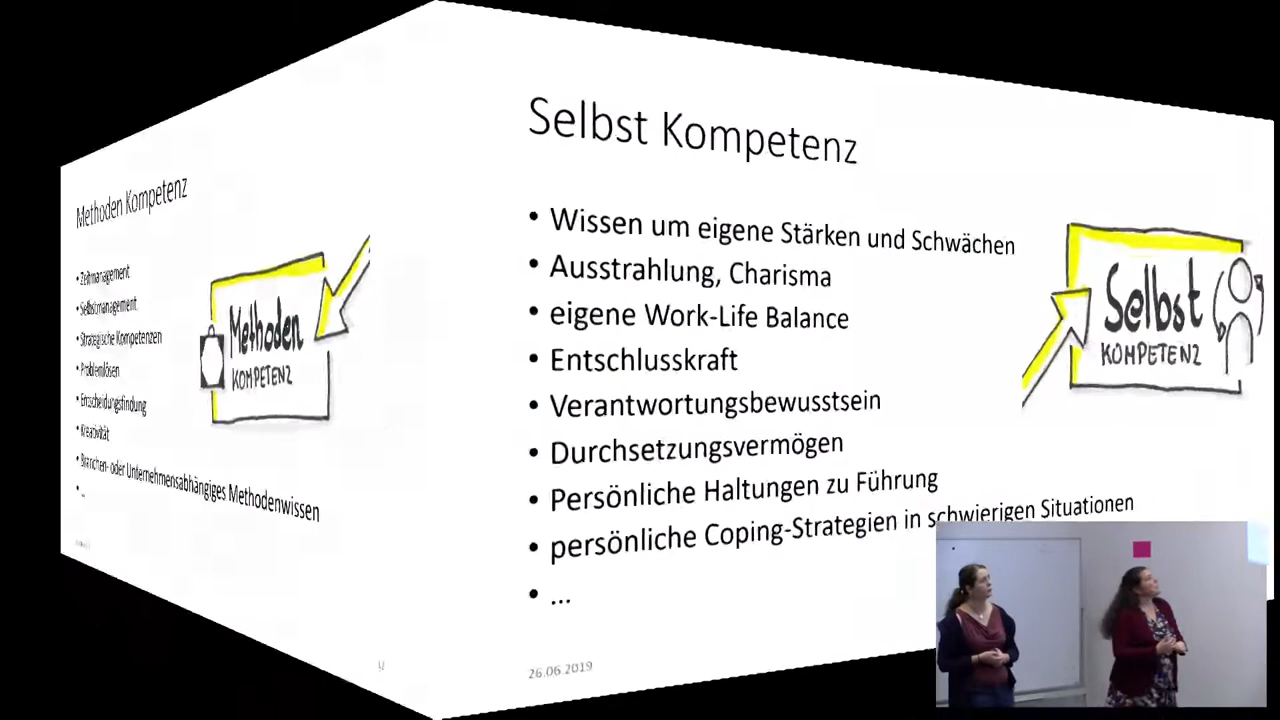 Methoden Kompetenz
• Zeitmanagement
• Selbstmanagement
• Strategische Kompetenzen
• Problemlösen
• Entscheidungsfindung
• Kreativität
• Branchen- oder Unternehmensabhängiges Methodenwissen
• ...
Methoden
KOMPETENZ
Selbst Kompetenz
• Wissen um eigene Stärken und Schwächen
• Ausstrahlung, Charisma
• eigene Work-Life Balance
• Entschlusskraft
• Verantwortungsbewusstsein
• Durchsetzungsvermögen
• Persönliche Haltungen zu Führung
• persönliche Coping-Strategien in schwierigen Situationen
• ...
Selbst
KOMPETENZ
26.06.2019